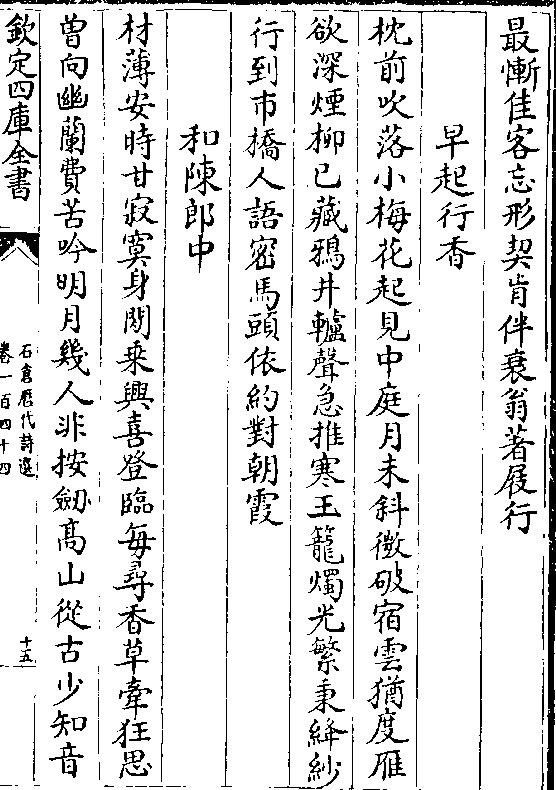 最慚佳客忘形契肯伴衰翁著屐行
早起行香
枕前吹落小梅花起見中庭月未斜微破宿雲猶度雁
欲深煙柳已藏鴉井轤聲急推寒玉籠燭光繁秉絳紗
行到市橋人語密馬頭依約對朝霞
和陳郎中
材薄安時甘寂寞身閒乗興喜登臨每尋香草牽狂思
曽向幽蘭費苦吟明月幾人非按劒髙山從古少知音
欽定四庫全書
石倉歷代詩選
卷一百四十四
十五